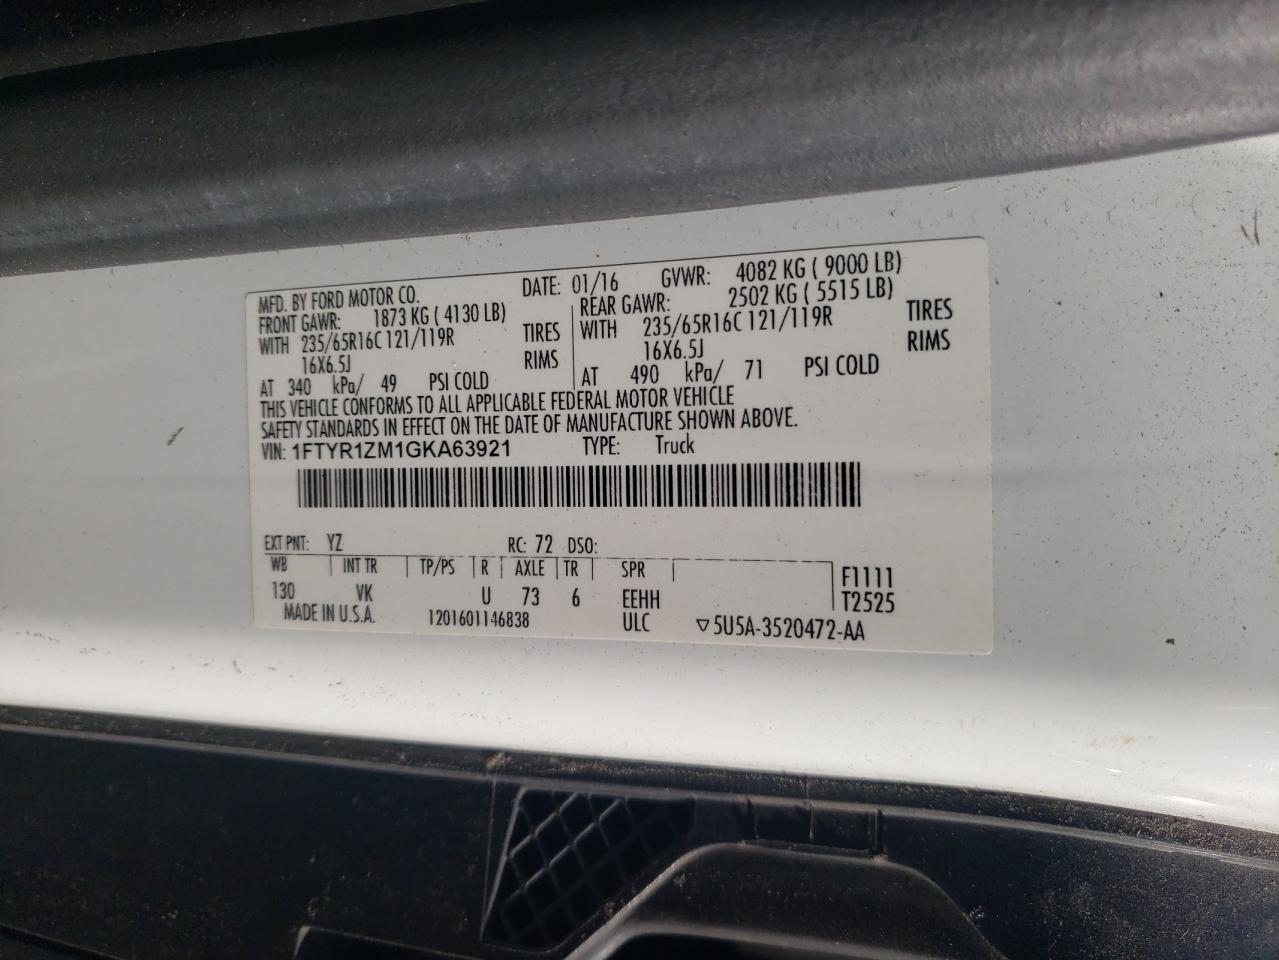 MFD. BY FORD MOTOR CO. DATE: 01/16 GVWR: 4082 KG ( 9000 LB)
FRONT GAWR: 1873 KG ( 4130 LB) REAR GAWR: 2502 KG ( 5515 LB)
WITH 235/65R16C 121/119R TIRES WITH 235/65R16C 121/119R TIRES
16X6.5J RIMS 16X6.5J RIMS
AT 340 kPa/ 49 PSI COLD AT 490 kPa/ 71 PSI COLD
THIS VEHICLE CONFORMS TO ALL APPLICABLE FEDERAL MOTOR VEHICLE
SAFETY STANDARDS IN EFFECT ON THE DATE OF MANUFACTURE SHOWN ABOVE.
VIN: 1FTYR1ZM1GKA63921 TYPE: Truck
EXT PNT: YZ RC: 72 DSO:
WB INT TR TP/PS R AXLE TR SPR F1111
130 VK U 73 6 EEHH T2525
MADE IN U.S.A. 1201601146838 ULC ▽5U5A-3520472-AA